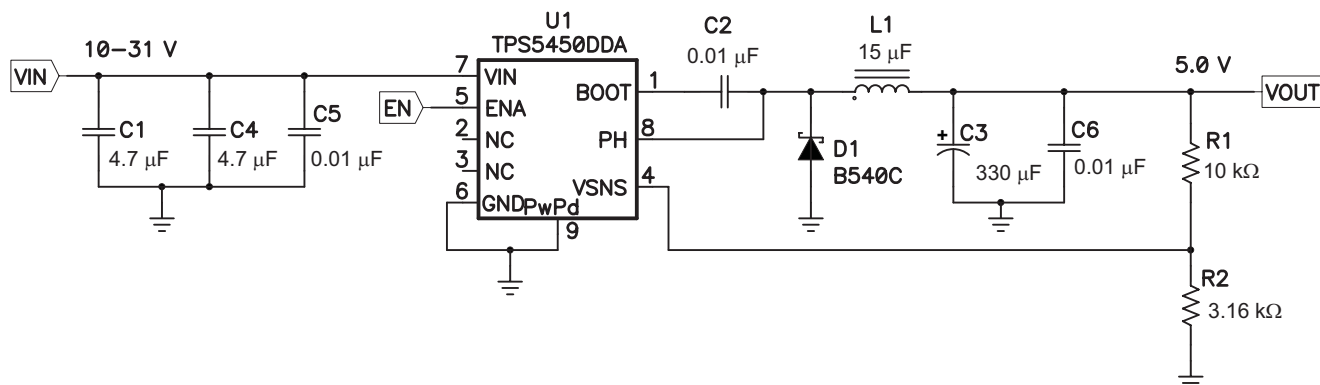 U1
TPS5450DDA
C2
0.01 μF
L1
15 μF
10-31 V
VIN
5.0 V
VOUT
7
VIN
BOOT
1
EN
5
ENA
2
NC
PH
8
3
NC
VSNS
4
6
GND
PwPd
9
C1
4.7 μF
C4
4.7 μF
C5
0.01 μF
D1
B540C
+
C3
330 μF
C6
0.01 μF
R1
10 kΩ
R2
3.16 kΩ